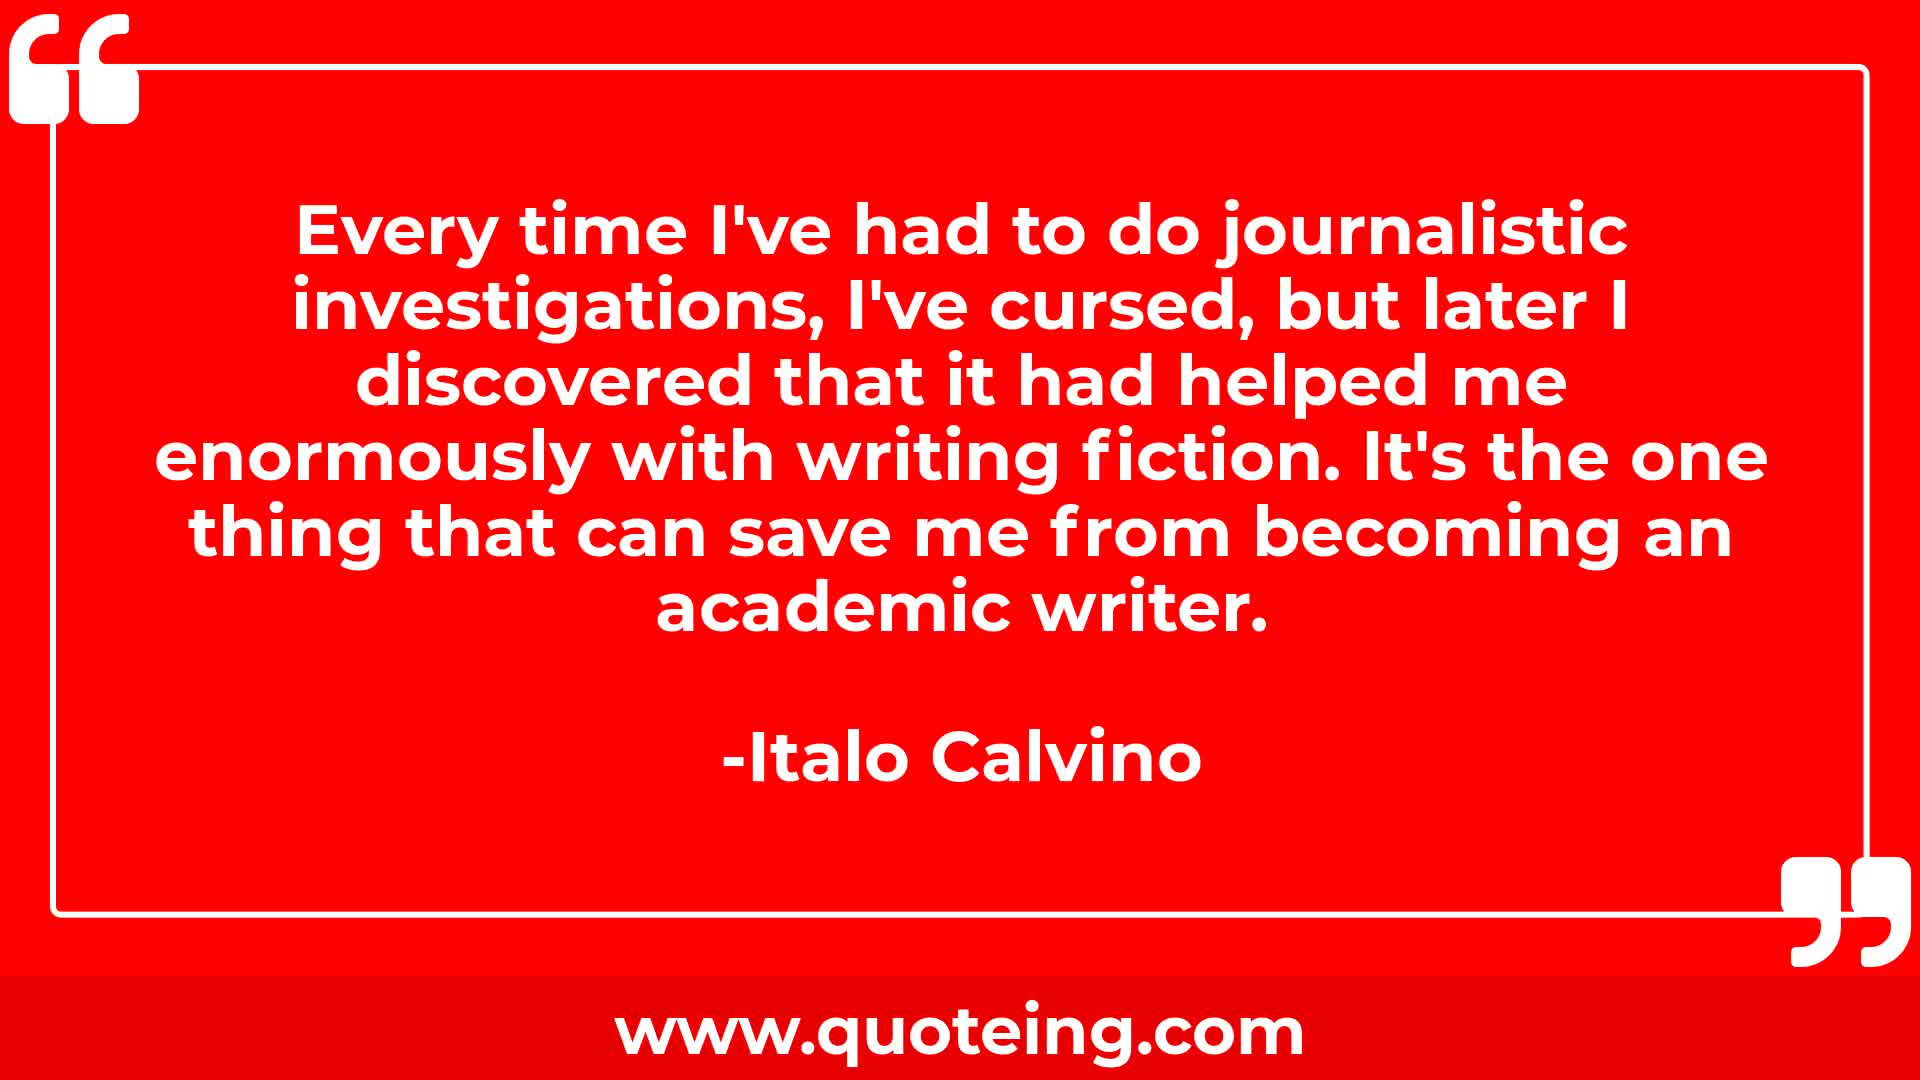 Every time I've had to do journalistic
investigations, I've cursed, but later I
discovered that it had helped me
enormously with writing fiction. It's the one
thing that can save me from becoming an
academic writer.
-Italo Calvino
www.quoteing.com